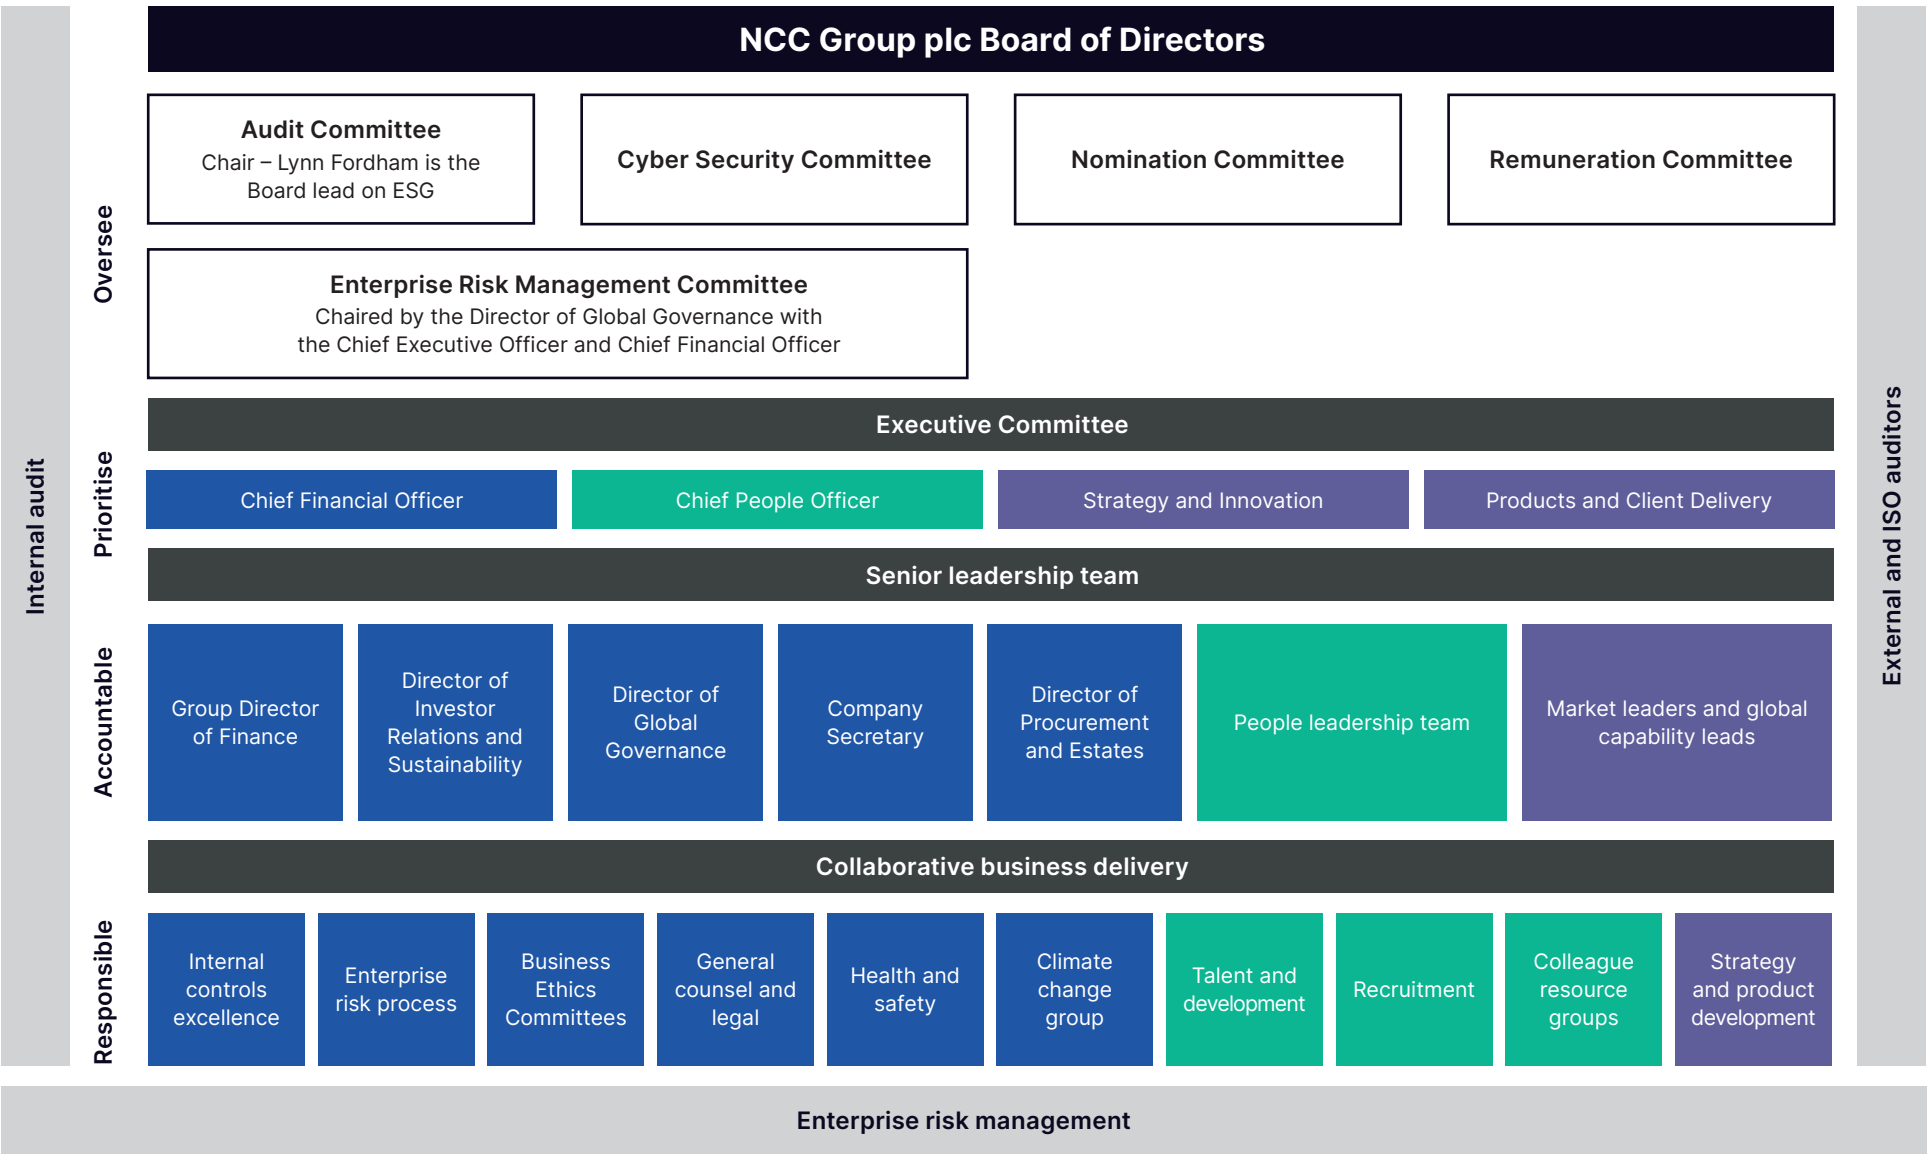 NCC Group plc Board of Directors
Oversee
Audit Committee
Chair – Lynn Fordham is the
Board lead on ESG
Cyber Security Committee
Nomination Committee
Remuneration Committee
Enterprise Risk Management Committee
Chaired by the Director of Global Governance with
the Chief Executive Officer and Chief Financial Officer
Executive Committee
Prioritise
Chief Financial Officer
Chief People Officer
Strategy and Innovation
Products and Client Delivery
Senior leadership team
Accountable
Group Director
of Finance
Director of
Investor
Relations and
Sustainability
Director of
Global
Governance
Company
Secretary
Director of
Procurement
and Estates
People leadership team
Market leaders and global
capability leads
Collaborative business delivery
Responsible
Internal
controls
excellence
Enterprise
risk process
Business
Ethics
Committees
General
counsel and
legal
Health and
safety
Climate
change
group
Talent and
development
Recruitment
Colleague
resource
groups
Strategy
and product
development
Internal audit
External and ISO auditors
Enterprise risk management